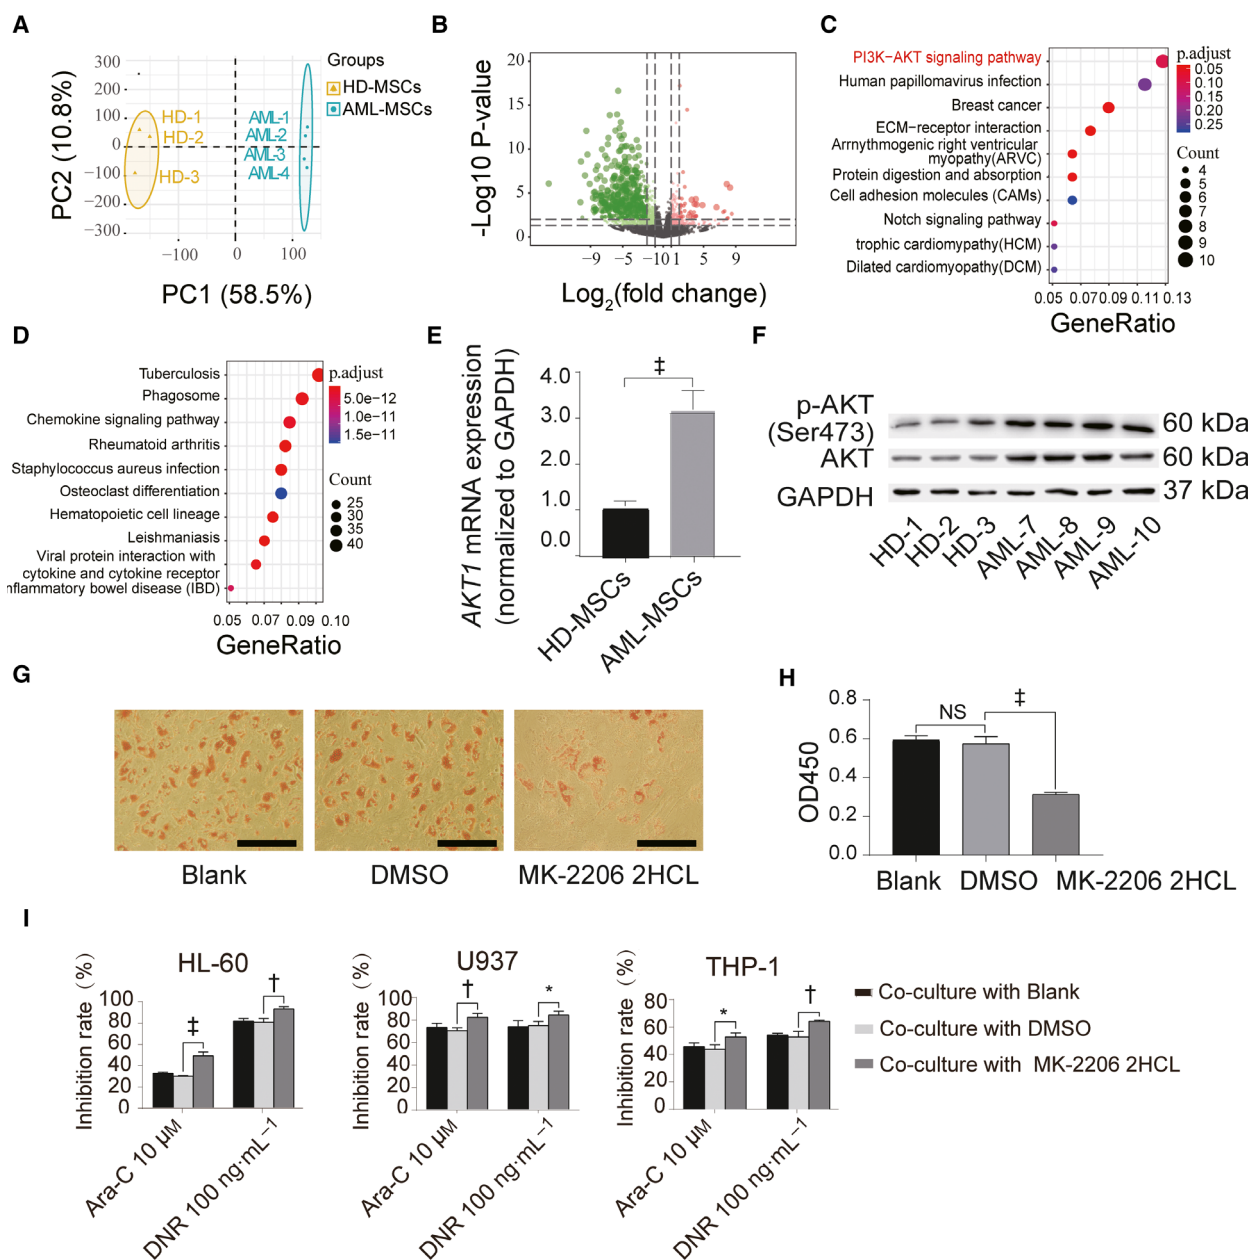 A
300
200
100
0
−100
−200
−300
PC2 (10.8%)
HD-1
HD-2
HD-3
AML-1
AML-2
AML-3
AML-4
−100
0
100
PC1 (58.5%)
Groups
HD-MSCs
AML-MSCs
B
-Log10 P-value
20
15
10
5
0
−9
−5
−10
1
5
9
Log2(fold change)
C
PI3K−AKT signaling pathway
Human papillomavirus infection
Breast cancer
ECM−receptor interaction
Arrnythmogenic right ventricular
myopathy(ARVC)
Protein digestion and absorption
Cell adhesion molecules (CAMs)
Notch signaling pathway
trophic cardiomypathy(HCM)
Dilated cardiomyopathy(DCM)
0.05 0.07 0.09 0.11 0.13
GeneRatio
p.adjust
0.05
0.10
0.15
0.20
0.25
Count
4
5
6
7
8
9
10
D
Tuberculosis
Phagosome
Chemokine signaling pathway
Rheumatoid arthritis
Staphylococcus aureus infection
Osteoclast differentiation
Hematopoietic cell lineage
Leishmaniasis
Viral protein interaction with
cytokine and cytokine receptor
nflammatory bowel disease (IBD)
0.05 0.07 0.09 0.10
GeneRatio
p.adjust
5.0e−12
1.0e−11
1.5e−11
Count
25
30
35
40
E
AKT1 mRNA expression
(normalized to GAPDH)
4.0
3.0
2.0
1.0
0.0
‡
HD-MSCs
AML-MSCs
F
p-AKT
(Ser473)
60 kDa
AKT
60 kDa
GAPDH
37 kDa
HD-1
HD-2
HD-3
AML-7
AML-8
AML-9
AML-10
G
Blank
DMSO
MK-2206 2HCL
H
OD450
0.8
0.6
0.4
0.2
0.0
NS
‡
Blank
DMSO
MK-2206 2HCL
I
HL-60
Inhibition rate (%)
100
80
60
40
20
0
‡
†
Ara-C 10 μM
DNR 100 ng·mL−1
U937
Inhibition rate (%)
100
80
60
40
20
0
†
*
Ara-C 10 μM
DNR 100 ng·mL−1
THP-1
Inhibition rate (%)
80
60
40
20
0
*
†
Ara-C 10 μM
DNR 100 ng·mL−1
Co-culture with Blank
Co-culture with DMSO
Co-culture with MK-2206 2HCL